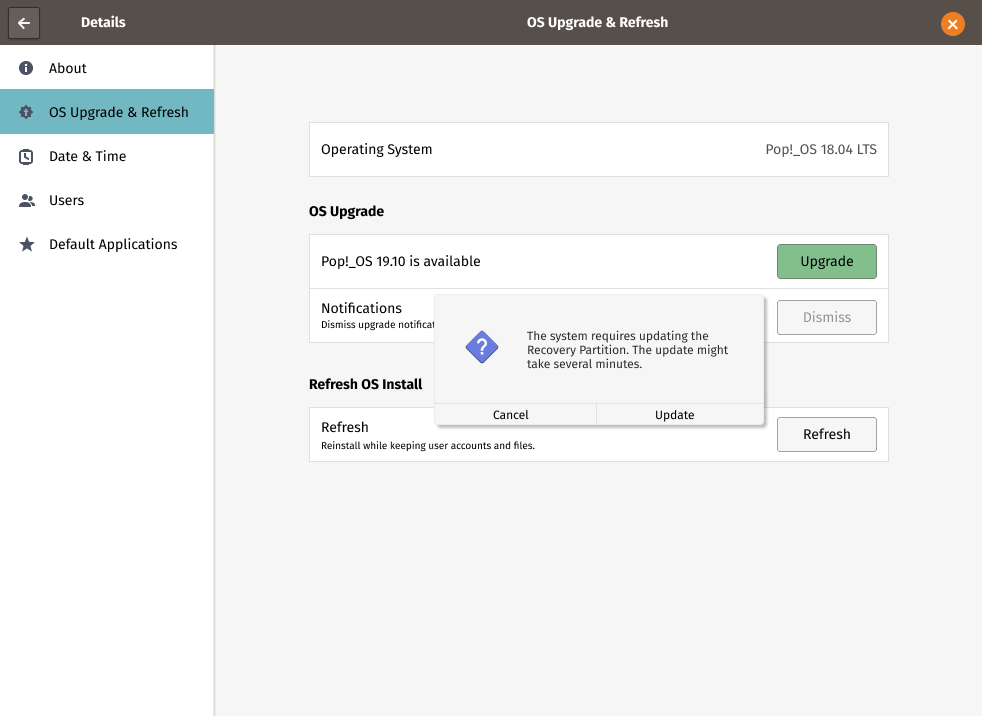 Details
OS Upgrade & Refresh
About
OS Upgrade & Refresh
Date & Time
Users
Default Applications
Operating System
Pop!_OS 18.04 LTS
OS Upgrade
Pop!_OS 19.10 is available
Upgrade
Notifications
Dismiss upgrade
Dismiss
?
The system requires updating the
Recovery Partition. The update might
take several minutes.
Cancel
Update
Refresh OS Install
Refresh
Reinstall while keeping user accounts and files.
Refresh